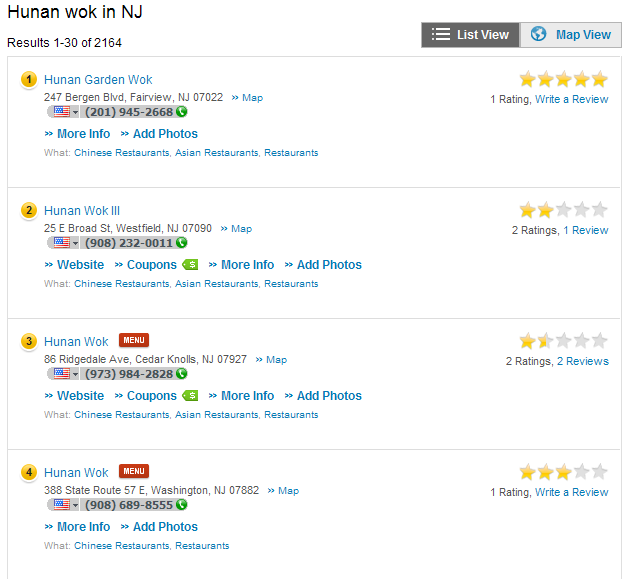 Hunan wok in NJ
Results 1-30 of 2164
List View
Map View
1 Hunan Garden Wok
247 Bergen Blvd, Fairview, NJ 07022 » Map
(201) 945-2668
» More Info » Add Photos
What: Chinese Restaurants, Asian Restaurants, Restaurants
1 Rating, Write a Review
2 Hunan Wok III
25 E Broad St, Westfield, NJ 07090 » Map
(908) 232-0011
» Website » Coupons $ » More Info » Add Photos
What: Chinese Restaurants, Asian Restaurants, Restaurants
2 Ratings, 1 Review
3 Hunan Wok MENU
86 Ridgedale Ave, Cedar Knolls, NJ 07927 » Map
(973) 984-2828
» Website » Coupons $ » More Info » Add Photos
What: Chinese Restaurants, Asian Restaurants, Restaurants
2 Ratings, 2 Reviews
4 Hunan Wok MENU
388 State Route 57 E, Washington, NJ 07882 » Map
(908) 689-8555
» More Info » Add Photos
What: Chinese Restaurants, Restaurants
1 Rating, Write a Review